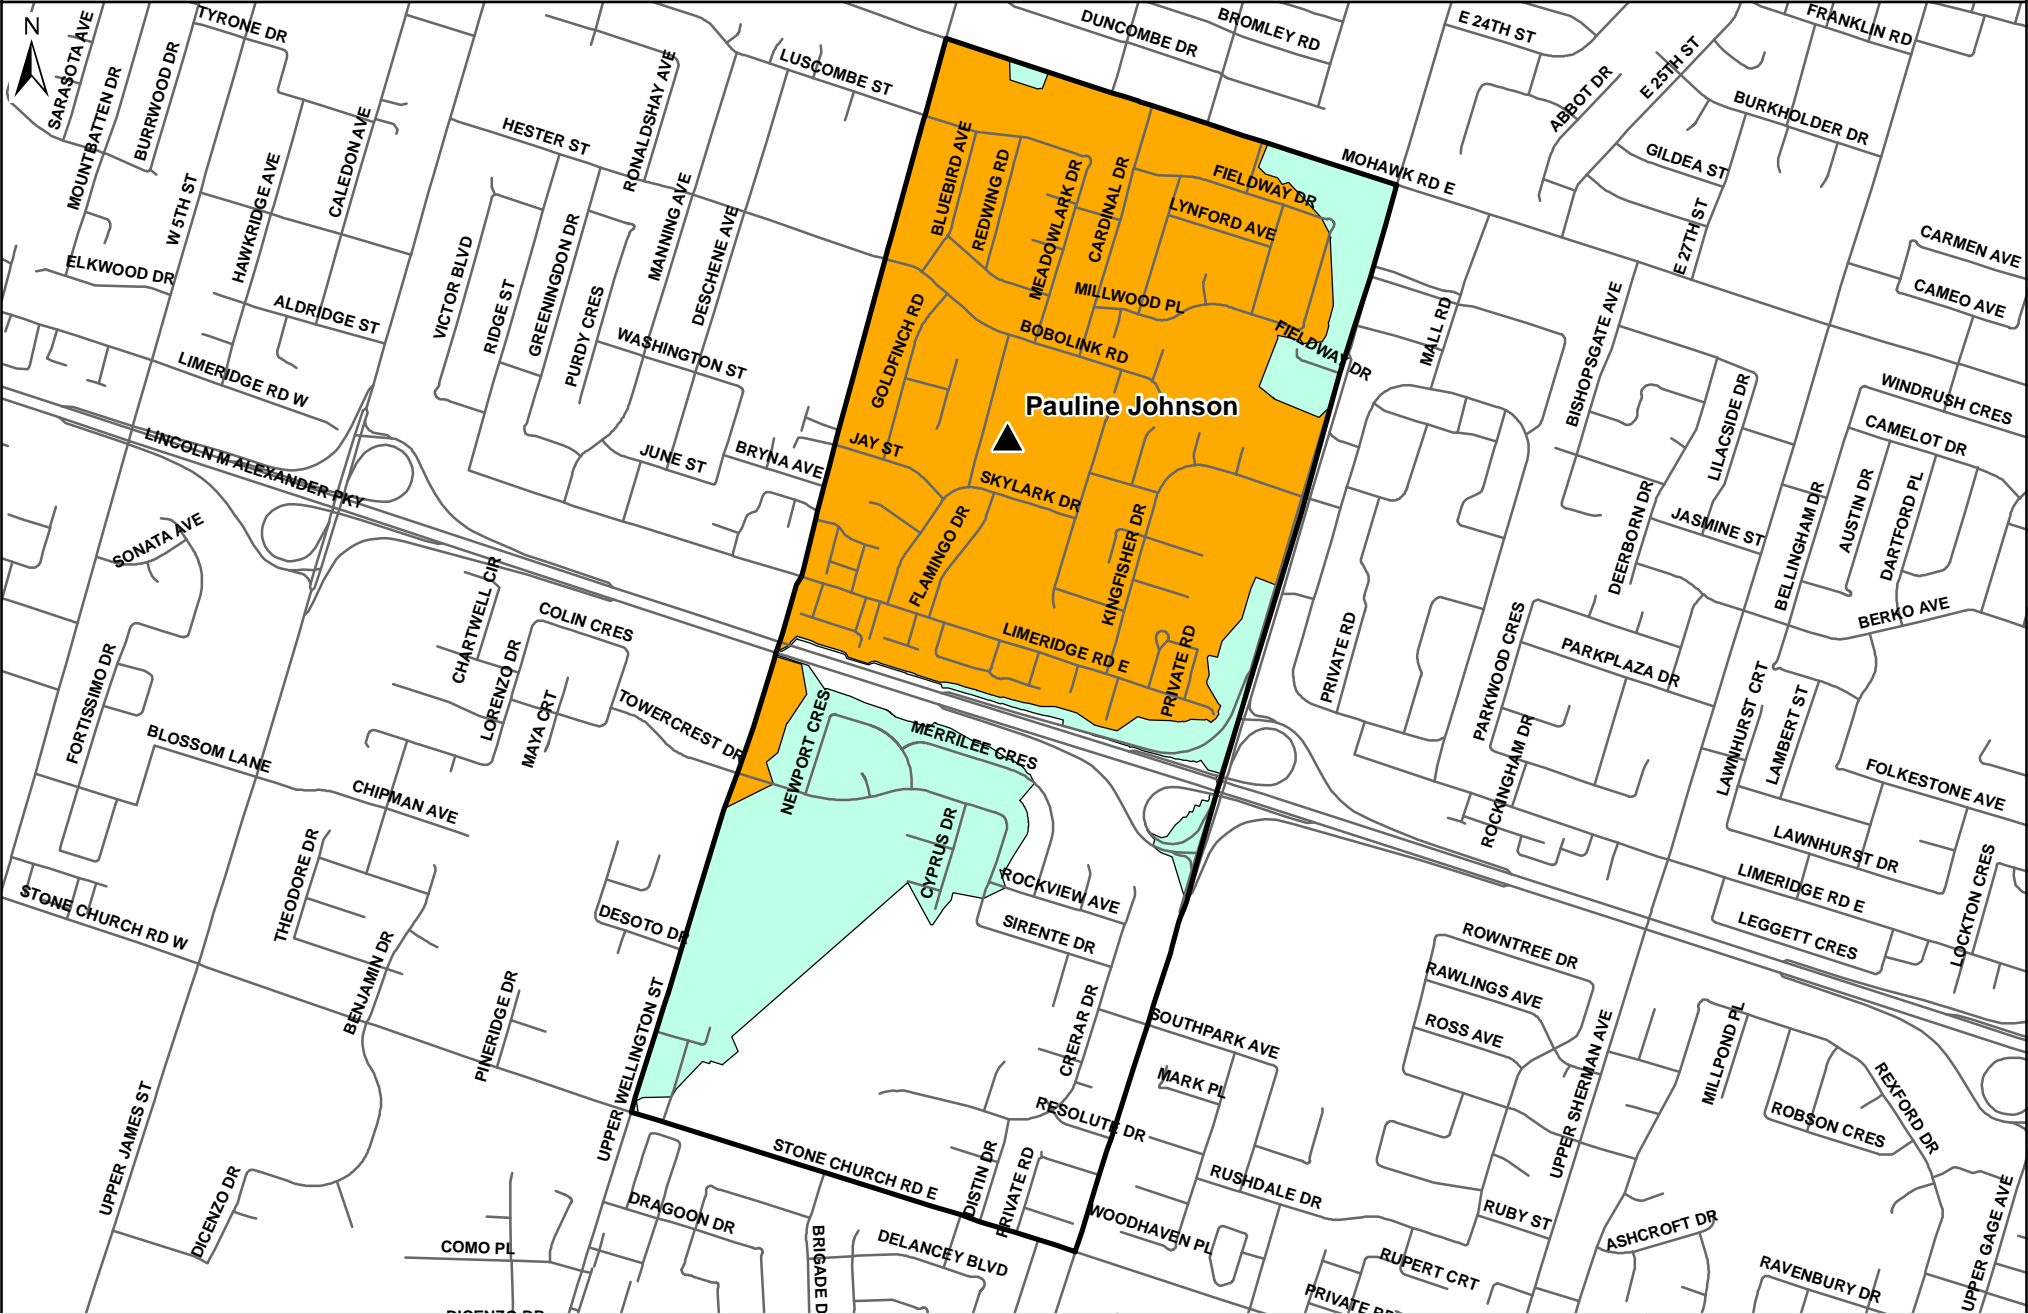 N
SARASOTA AVE
TYRONE DR
MOUNTBATTEN DR
BURRWOOD DR
W 5TH ST
HAWKRIDGE AVE
CALEDON AVE
ELKWOOD DR
ALDRIDGE ST
LIMERIDGE RD W
LINCOLN M ALEXANDER PKY
HESTER ST
RONALDSHAY AVE
MANNING AVE
DESCHENE AVE
LUSCOMBE ST
VICTOR BLVD
RIDGE ST
GREENINGDON DR
PURDY CRES
WASHINGTON ST
JUNE ST
BRYNA AVE
DUNCOMBE DR
BROMLEY RD
E 24TH ST
ABBOT DR
E 25TH ST
FRANKLIN RD
BURKHOLDER DR
GILDEA ST
E 27TH ST
CARMEN AVE
CAMEO AVE
MOHAWK RD E
BLUEBIRD AVE
REDWING RD
MEADOWLARK DR
CARDINAL DR
FIELDWAY DR
LYNFORD AVE
MILLWOOD PL
BOBOLINK RD
FIELDWAY DR
GOLDFINCH RD
Pauline Johnson
JAY ST
SKYLARK DR
FLAMINGO DR
KINGFISHER DR
LIMERIDGE RD E
PRIVATE RD
MALL RD
BISHOPSGATE AVE
LILACSIDE DR
WINDRUSH CRES
CAMELOT DR
AUSTIN DR
DARTFORD PL
BELLINGHAM DR
JASMINE ST
DEERBORN DR
BERKO AVE
PRIVATE RD
PARKWOOD CRES
PARKPLAZA DR
ROCKINGHAM DR
LAWNHURST CRT
LAMBERT ST
FOLKESTONE AVE
LAWNHURST DR
LIMERIDGE RD E
LEGGETT CRES
LOCKTON CRES
SONATA AVE
FORTISSIMO DR
CHARTWELL CIR
COLIN CRES
LORENZO DR
MAYA CRT
TOWERCREST DR
BLOSSOM LANE
CHIPMAN AVE
THEODORE DR
STONE CHURCH RD W
BENJAMIN DR
DESOTO DR
PINERIDGE DR
UPPER WELLINGTON ST
UPPER JAMES ST
DICENZO DR
NEWPORT CRES
MERRILEE CRES
CYPRUS DR
ROCKVIEW AVE
SIRENTE DR
CRERAR DR
SOUTHPARK AVE
MARK PL
RESOLUTE DR
STONE CHURCH RD E
DISTIN DR
PRIVATE RD
RUSHDALE DR
WOODHAVEN PL
ROWNTREE DR
RAWLINGS AVE
ROSS AVE
UPPER SHERMAN AVE
MILLPOND PL
REXFORD DR
ROBSON CRES
RUBY ST
ASHCROFT DR
RUPERT CRT
RAVENBURY DR
UPPER GAGE AVE
COMO PL
DRAGOON DR
DELANCEY BLVD
BRIGADE D
DICENZO DR